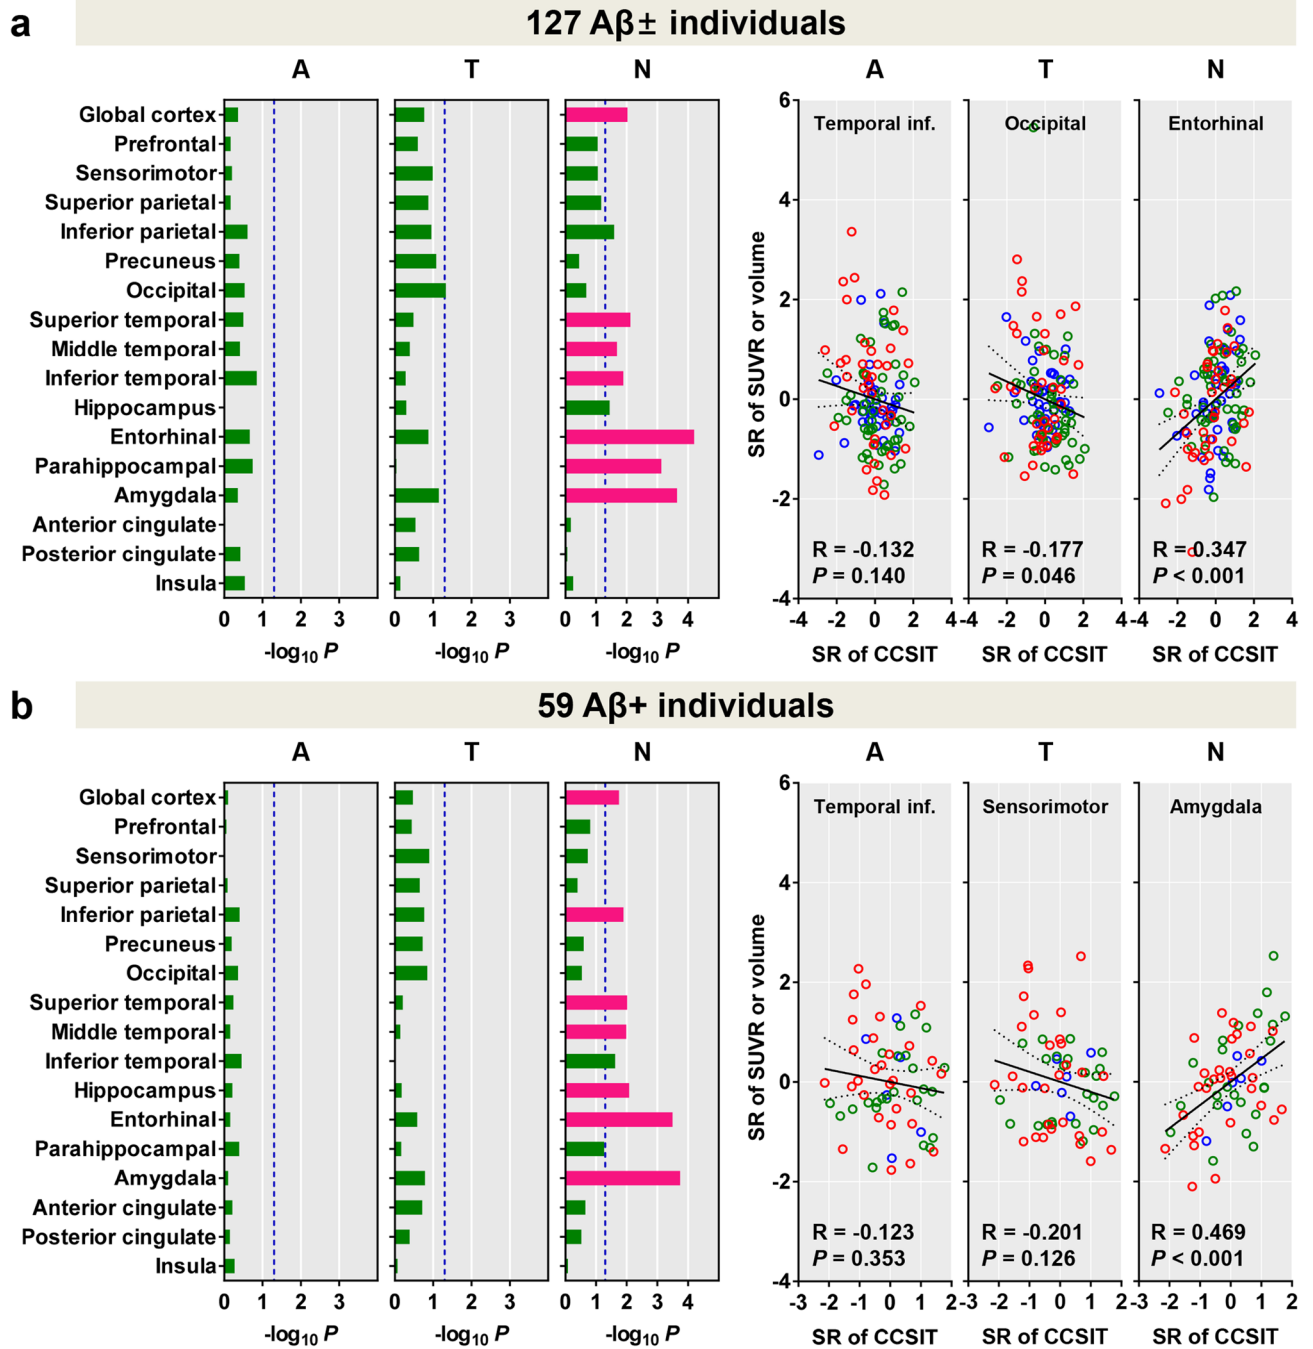 a
127 Aβ± individuals
A T N A T N
Global cortex
Prefrontal
Sensorimotor
Superior parietal
Inferior parietal
Precuneus
Occipital
Superior temporal
Middle temporal
Inferior temporal
Hippocampus
Entorhinal
Parahippocampal
Amygdala
Anterior cingulate
Posterior cingulate
Insula
0 1 2 3
-log10 P
0 1 2 3
-log10 P
0 1 2 3 4
-log10 P
SR of SUVR or volume
6
4
2
0
-2
-4
Temporal inf.
R = -0.132
P = 0.140
-4 -2 0 2 4
SR of CCSIT
Occipital
R = -0.177
P = 0.046
-4 -2 0 2 4
SR of CCSIT
Entorhinal
R = 0.347
P < 0.001
-4 -2 0 2 4
SR of CCSIT
b
59 Aβ+ individuals
A T N A T N
Global cortex
Prefrontal
Sensorimotor
Superior parietal
Inferior parietal
Precuneus
Occipital
Superior temporal
Middle temporal
Inferior temporal
Hippocampus
Entorhinal
Parahippocampal
Amygdala
Anterior cingulate
Posterior cingulate
Insula
0 1 2 3
-log10 P
0 1 2 3
-log10 P
0 1 2 3 4
-log10 P
SR of SUVR or volume
6
4
2
0
-2
-4
Temporal inf.
R = -0.123
P = 0.353
-3 -2 -1 0 1 2
SR of CCSIT
Sensorimotor
R = -0.201
P = 0.126
-3 -2 -1 0 1 2
SR of CCSIT
Amygdala
R = 0.469
P < 0.001
-3 -2 -1 0 1 2
SR of CCSIT